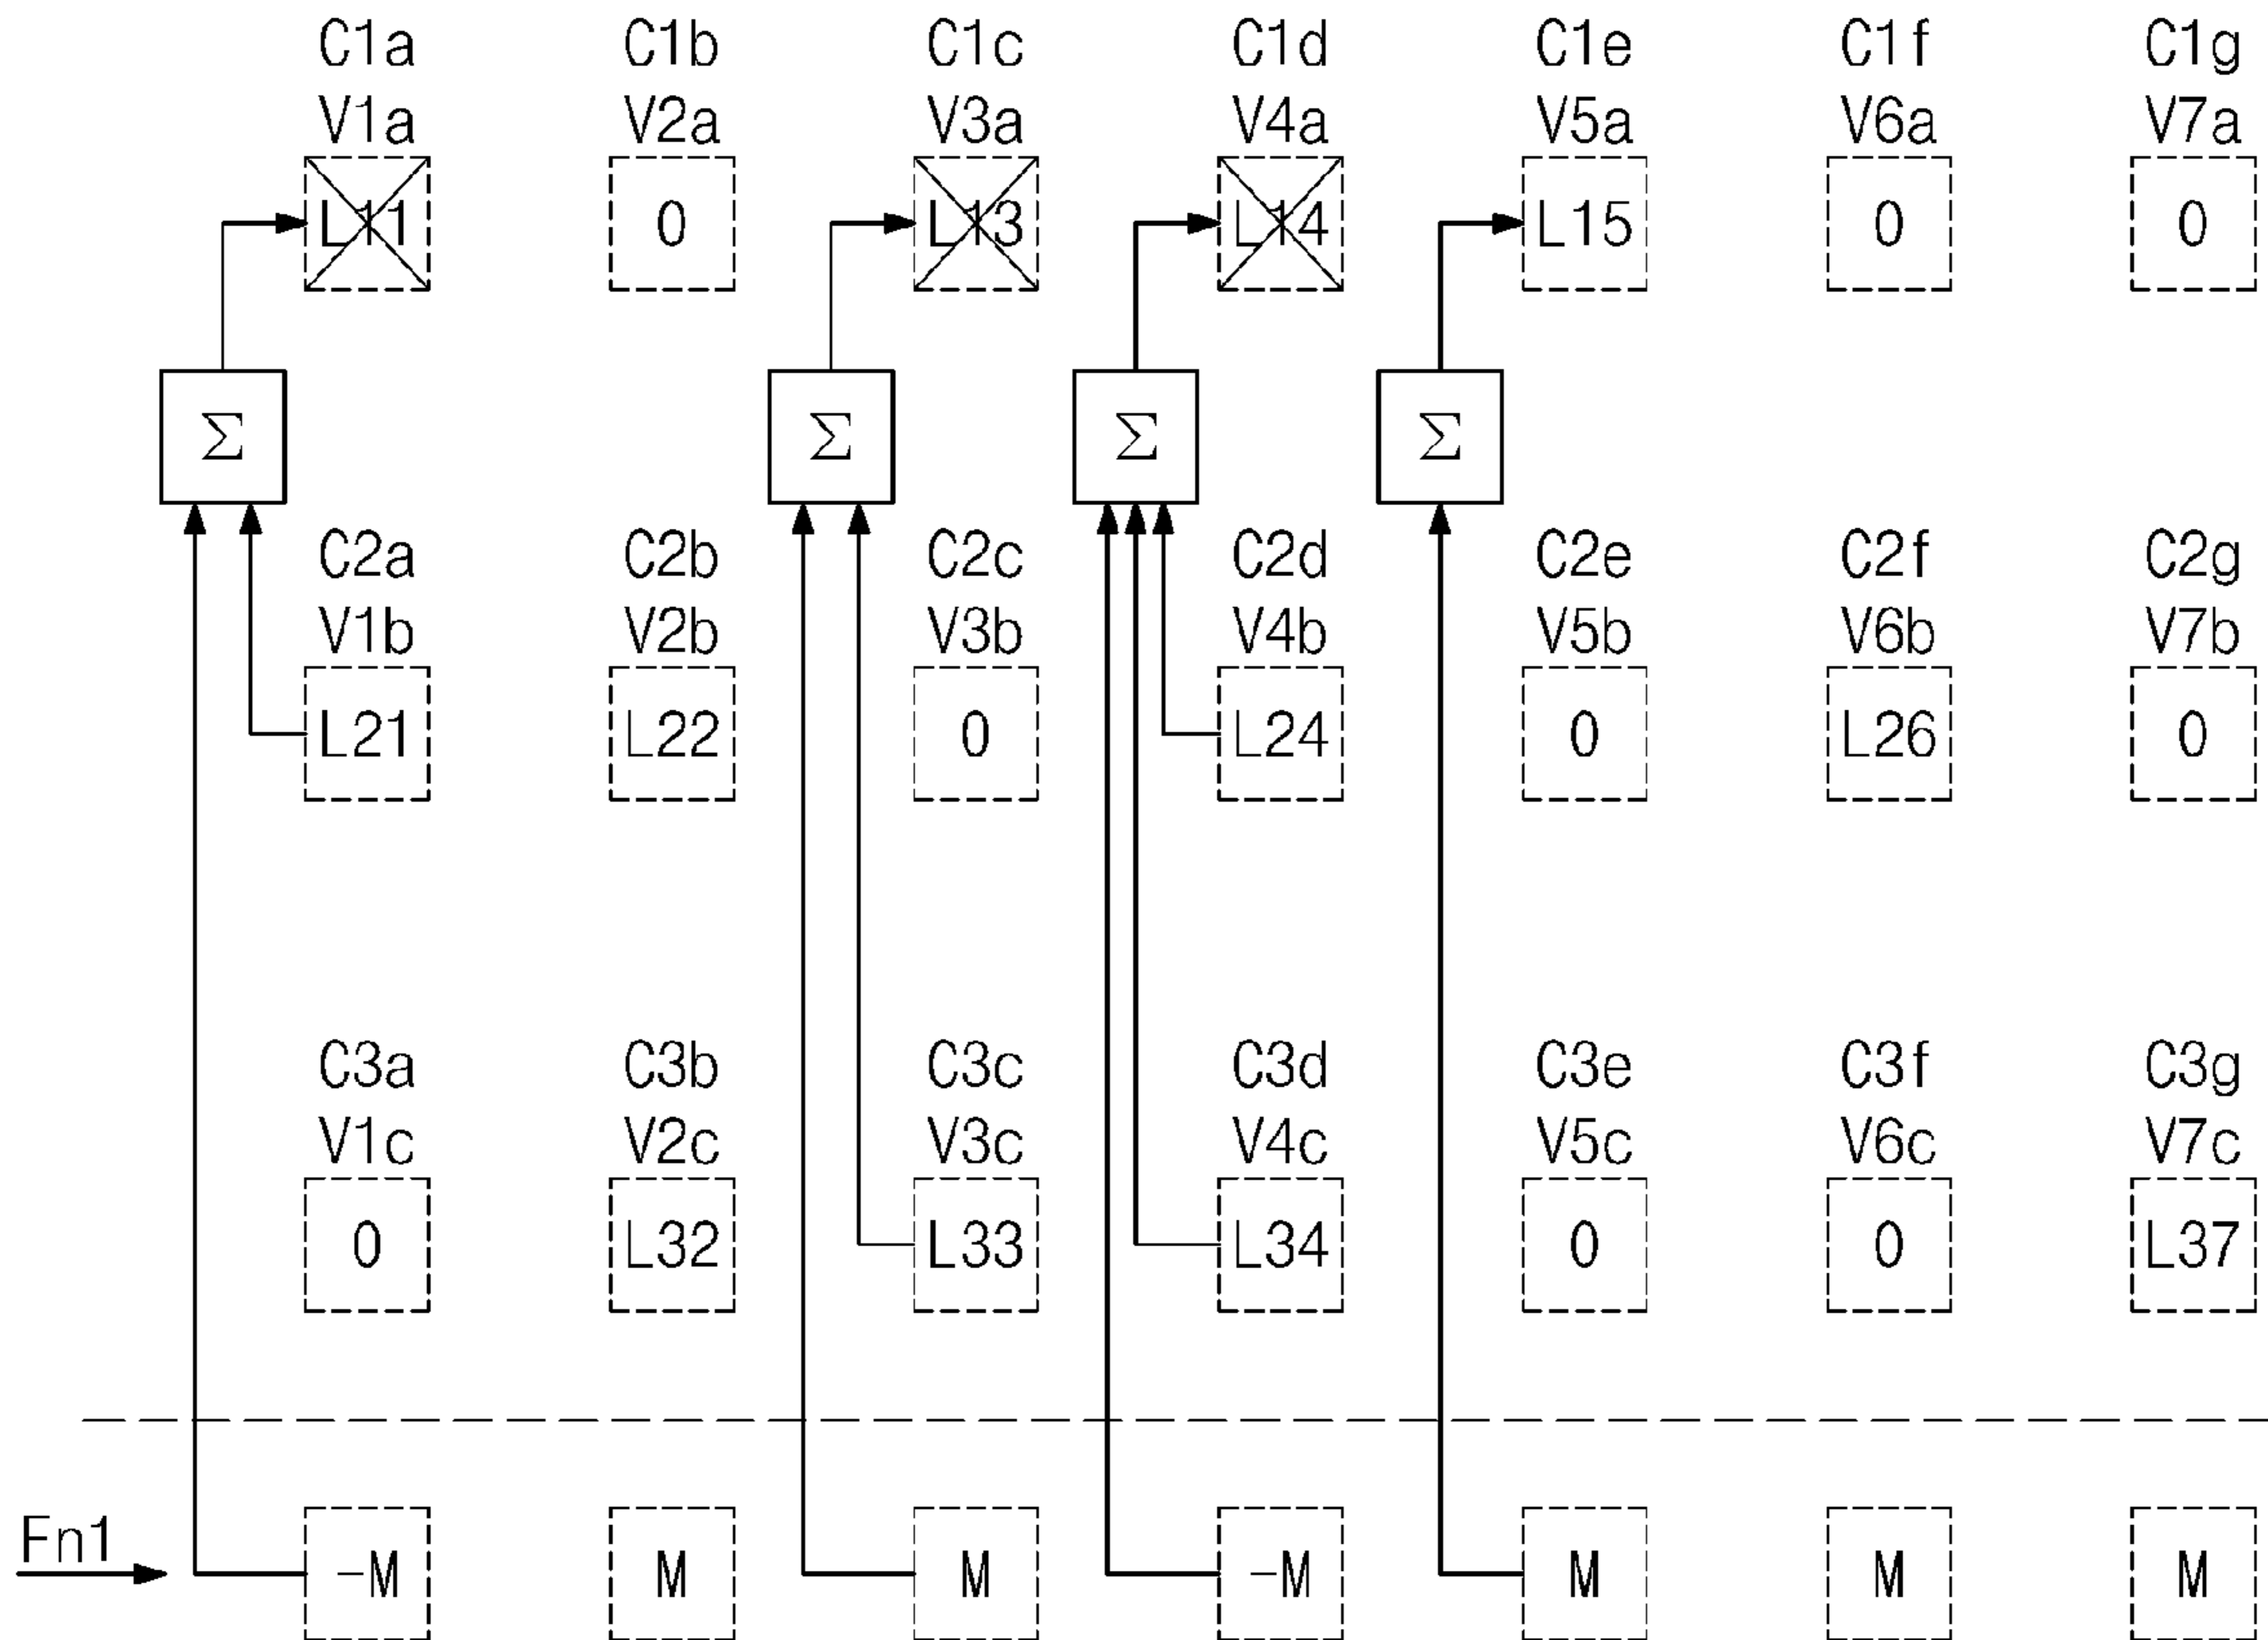 C1a C1b C1c C1d C1e C1f C1g
V1a V2a V3a V4a V5a V6a V7a
L11 0 L13 L14 L15 0 0
Σ Σ Σ Σ
C2a C2b C2c C2d C2e C2f C2g
V1b V2b V3b V4b V5b V6b V7b
L21 L22 0 L24 0 L26 0
C3a C3b C3c C3d C3e C3f C3g
V1c V2c V3c V4c V5c V6c V7c
0 L32 L33 L34 0 0 L37
Fn1
-M M M -M M M M